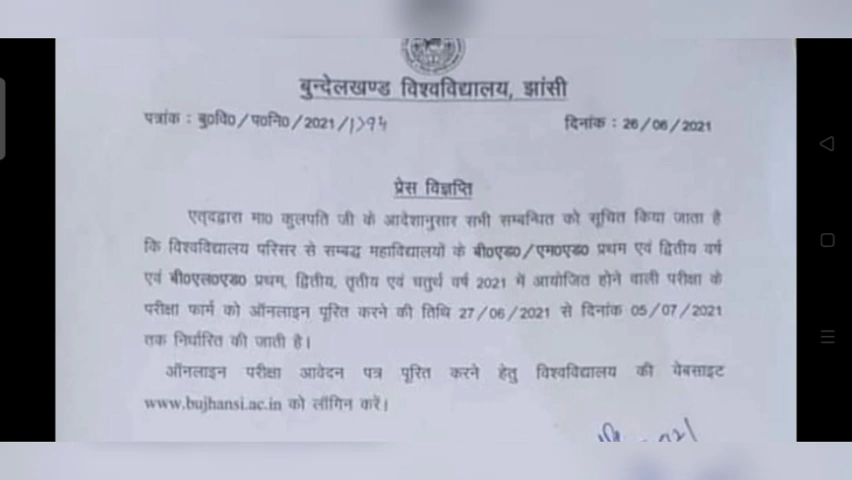 बुन्देलखण्ड विश्वविद्यालय, झांसी
पत्रांक : बु0वि0/प0नि0/2021/ दिनांक : 26/06/2021
प्रेस विज्ञप्ति
एत्द्द्वारा मा0 कुलपति जी के आदेशानुसार सभी सम्बन्धित को सूचित किया जाता है
कि विश्वविद्यालय परिसर से सम्बद्ध महाविद्यालयों के बी0एड0/एम0एड0 प्रथम एवं द्वितीय वर्ष
एवं बी0एल0एड0 प्रथम, द्वितीय, तृतीय एवं चतुर्थ वर्ष 2021 में आयोजित होने वाली परीक्षा के
परीक्षा फार्म को ऑनलाइन पूरित करने की तिथि 27/06/2021 से दिनांक 05/07/2021
तक निर्धारित की जाती है।
ऑनलाइन परीक्षा आवेदन पत्र पूरित करने हेतु विश्वविद्यालय की वेबसाइट
www.bujhansi.ac.in को लॉगिन करें।